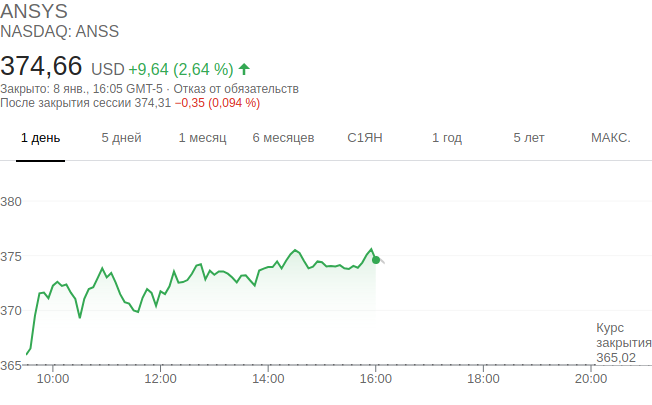 ANSYS
NASDAQ: ANSS
374,66 USD +9,64 (2,64 %)
Закрыто: 8 янв., 16:05 GMT-5 · Отказ от обязательств
После закрытия сессии 374,31 −0,35 (0,094 %)
1 день 5 дней 1 месяц 6 месяцев С1ЯН 1 год 5 лет МАКС.
380
375
370
Курс
закрытия
365,02
365
10:00 12:00 14:00 16:00 18:00 20:00